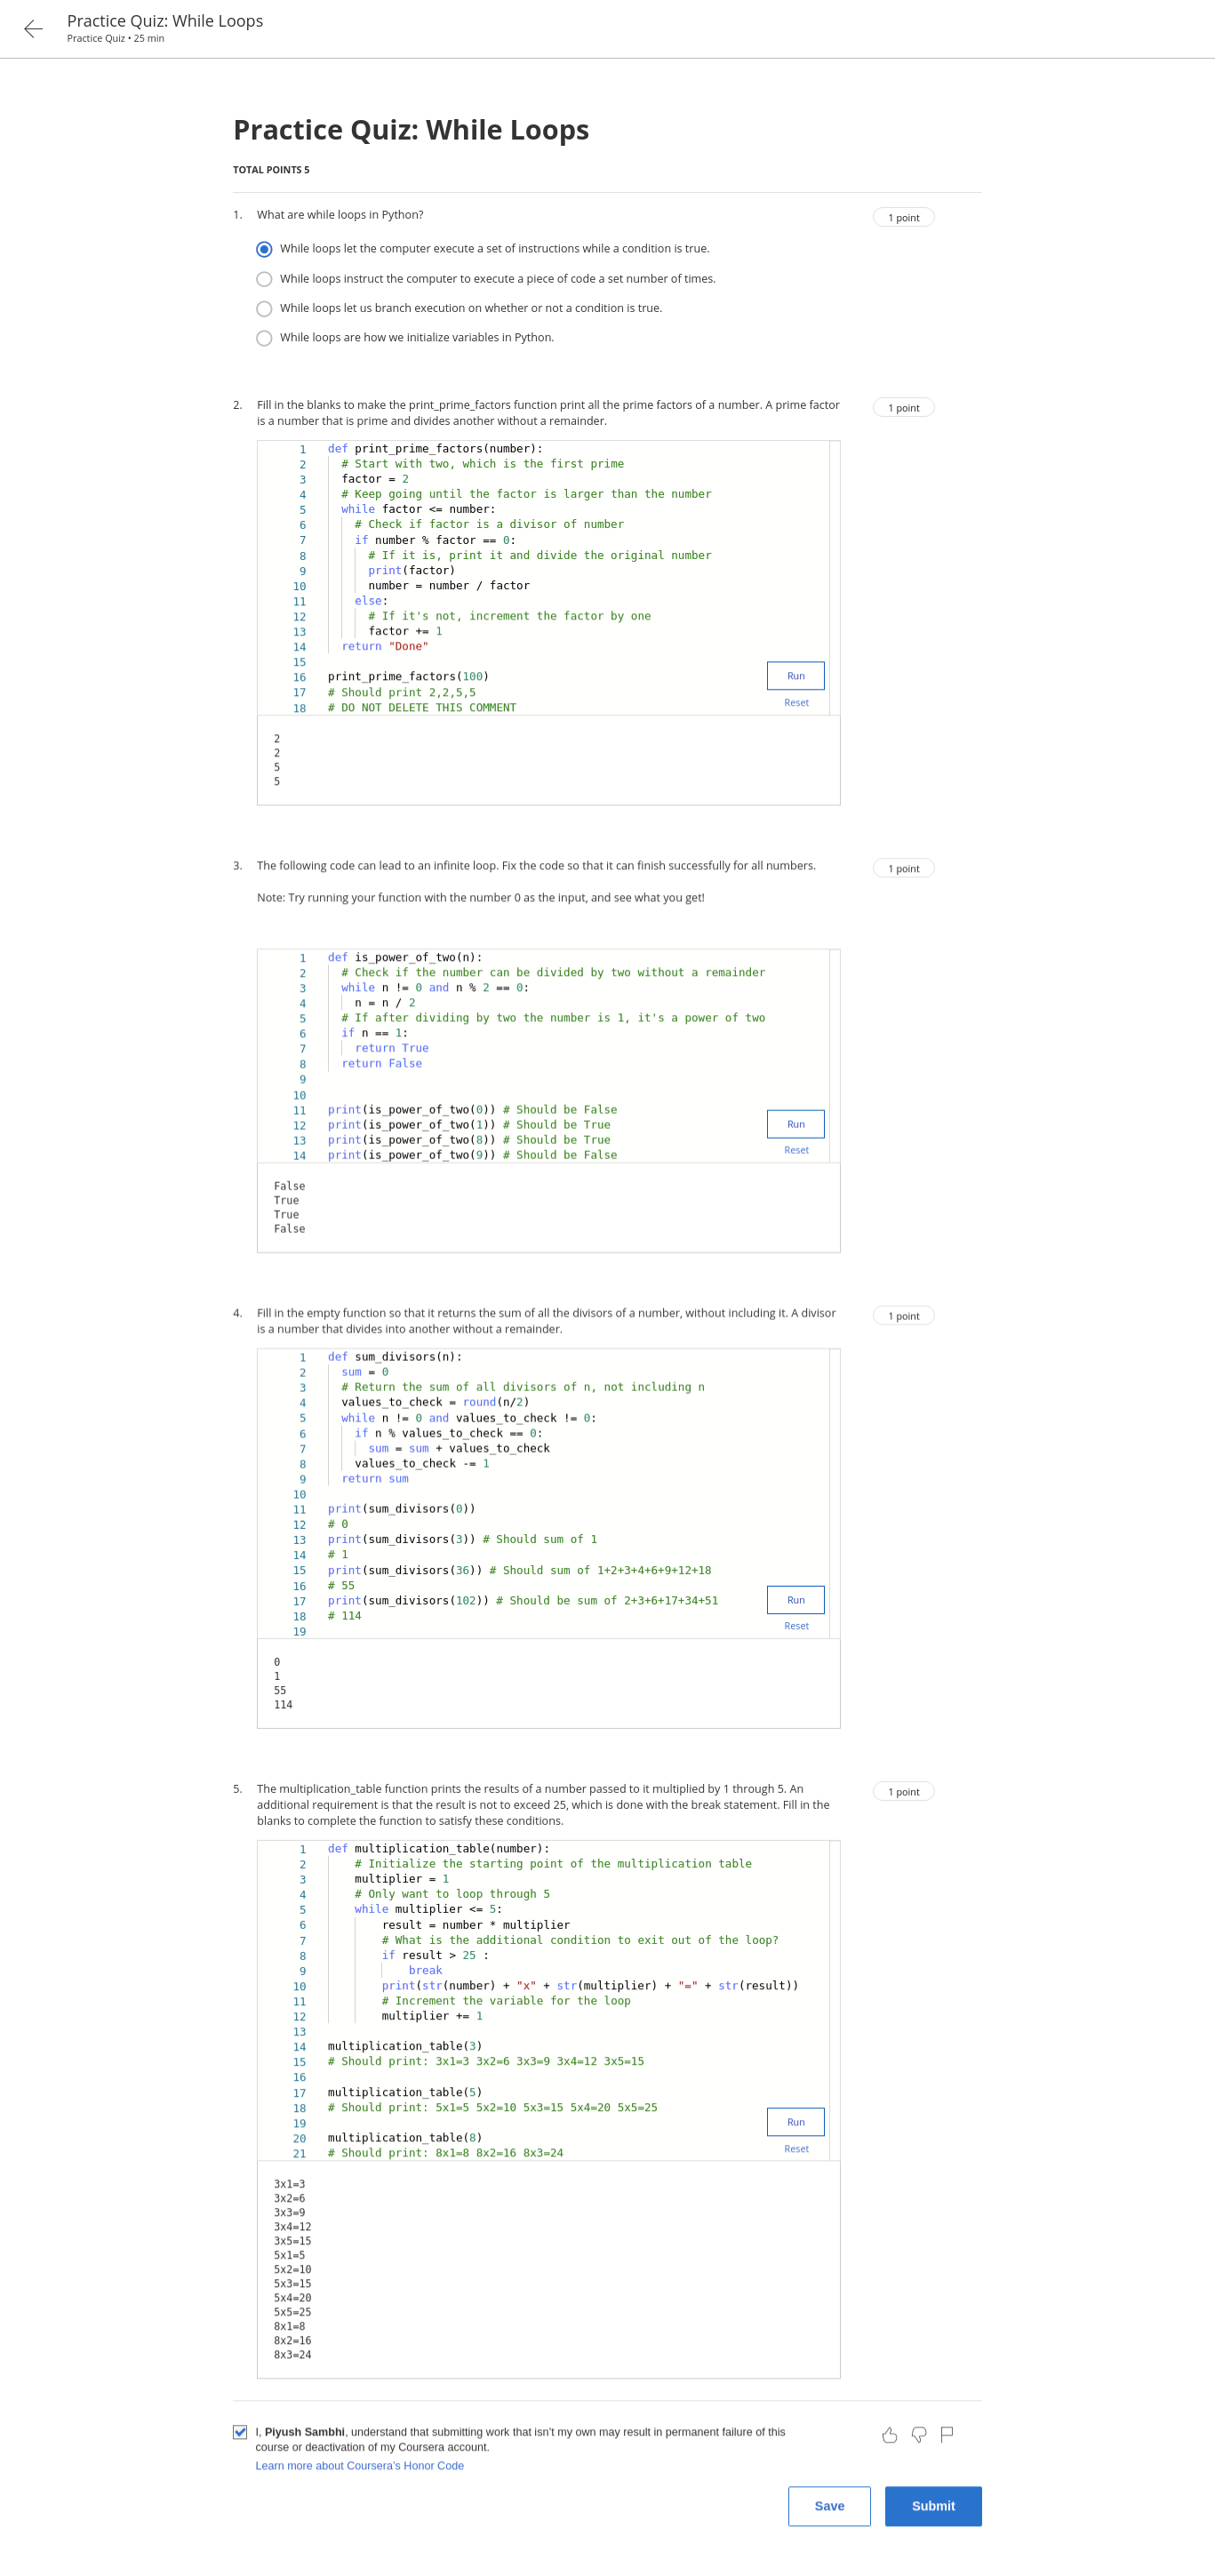 Practice Quiz: While Loops
Practice Quiz • 25 min
Practice Quiz: While Loops
TOTAL POINTS 5
1. What are while loops in Python? 1 point
While loops let the computer execute a set of instructions while a condition is true.
While loops instruct the computer to execute a piece of code a set number of times.
While loops let us branch execution on whether or not a condition is true.
While loops are how we initialize variables in Python.
2. Fill in the blanks to make the print_prime_factors function print all the prime factors of a number. A prime factor 1 point
is a number that is prime and divides another without a remainder.
1 def print_prime_factors(number):
2   # Start with two, which is the first prime
3   factor = 2
4   # Keep going until the factor is larger than the number
5   while factor <= number:
6     # Check if factor is a divisor of number
7     if number % factor == 0:
8       # If it is, print it and divide the original number
9       print(factor)
10       number = number / factor
11     else:
12       # If it's not, increment the factor by one
13       factor += 1
14   return "Done"
15
16 print_prime_factors(100) Run
17 # Should print 2,2,5,5
18 # DO NOT DELETE THIS COMMENT Reset
2
2
5
5
3. The following code can lead to an infinite loop. Fix the code so that it can finish successfully for all numbers. 1 point
Note: Try running your function with the number 0 as the input, and see what you get!
1 def is_power_of_two(n):
2   # Check if the number can be divided by two without a remainder
3   while n != 0 and n % 2 == 0:
4     n = n / 2
5   # If after dividing by two the number is 1, it's a power of two
6   if n == 1:
7     return True
8   return False
9
10
11 print(is_power_of_two(0)) # Should be False
12 print(is_power_of_two(1)) # Should be True Run
13 print(is_power_of_two(8)) # Should be True
14 print(is_power_of_two(9)) # Should be False Reset
False
True
True
False
4. Fill in the empty function so that it returns the sum of all the divisors of a number, without including it. A divisor 1 point
is a number that divides into another without a remainder.
1 def sum_divisors(n):
2   sum = 0
3   # Return the sum of all divisors of n, not including n
4   values_to_check = round(n/2)
5   while n != 0 and values_to_check != 0:
6     if n % values_to_check == 0:
7       sum = sum + values_to_check
8     values_to_check -= 1
9   return sum
10
11 print(sum_divisors(0))
12 # 0
13 print(sum_divisors(3)) # Should sum of 1
14 # 1
15 print(sum_divisors(36)) # Should sum of 1+2+3+4+6+9+12+18
16 # 55
17 print(sum_divisors(102)) # Should be sum of 2+3+6+17+34+51 Run
18 # 114
19 Reset
0
1
55
114
5. The multiplication_table function prints the results of a number passed to it multiplied by 1 through 5. An 1 point
additional requirement is that the result is not to exceed 25, which is done with the break statement. Fill in the
blanks to complete the function to satisfy these conditions.
1 def multiplication_table(number):
2     # Initialize the starting point of the multiplication table
3     multiplier = 1
4     # Only want to loop through 5
5     while multiplier <= 5:
6         result = number * multiplier
7         # What is the additional condition to exit out of the loop?
8         if result > 25 :
9             break
10         print(str(number) + "x" + str(multiplier) + "=" + str(result))
11         # Increment the variable for the loop
12         multiplier += 1
13
14 multiplication_table(3)
15 # Should print: 3x1=3 3x2=6 3x3=9 3x4=12 3x5=15
16
17 multiplication_table(5)
18 # Should print: 5x1=5 5x2=10 5x3=15 5x4=20 5x5=25
19 Run
20 multiplication_table(8)
21 # Should print: 8x1=8 8x2=16 8x3=24 Reset
3x1=3
3x2=6
3x3=9
3x4=12
3x5=15
5x1=5
5x2=10
5x3=15
5x4=20
5x5=25
8x1=8
8x2=16
8x3=24
I, Piyush Sambhi, understand that submitting work that isn't my own may result in permanent failure of this
course or deactivation of my Coursera account.
Learn more about Coursera's Honor Code
Save Submit